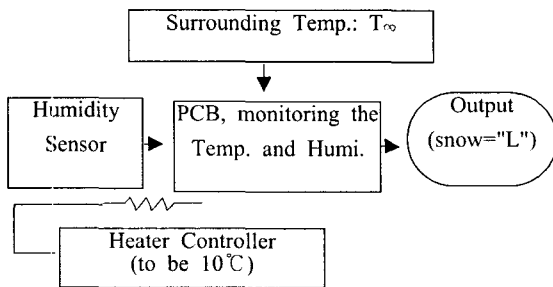 Surrounding Temp.: T∞
Humidity
Sensor
PCB, monitoring the
Temp. and Humi.
Output
(snow="L")
Heater Controller
(to be 10℃)